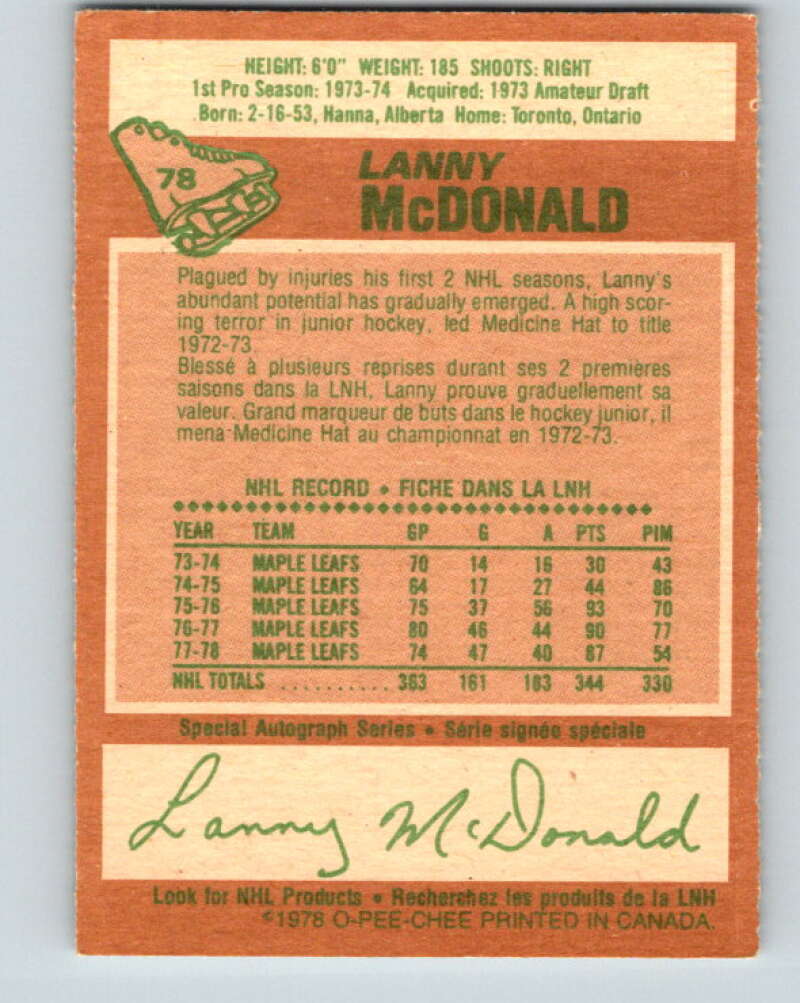 HEIGHT: 6'0" WEIGHT: 185 SHOOTS: RIGHT
1st Pro Season: 1973-74 Acquired: 1973 Amateur Draft
Born: 2-16-53, Hanna, Alberta Home: Toronto, Ontario
78
LANNY
McDONALD
Plagued by injuries his first 2 NHL seasons, Lanny's
abundant potential has gradually emerged. A high scor-
ing terror in junior hockey, led Medicine Hat to title
1972-73.
Blessé à plusieurs reprises durant ses 2 premières
saisons dans la LNH, Lanny prouve graduellement sa
valeur. Grand marqueur de buts dans le hockey junior, il
mena Medicine Hat au championnat en 1972-73.
NHL RECORD • FICHE DANS LA LNH
YEAR TEAM GP G A PTS PIM
73-74 MAPLE LEAFS 70 14 16 30 43
74-75 MAPLE LEAFS 64 17 27 44 86
75-76 MAPLE LEAFS 75 37 56 93 70
76-77 MAPLE LEAFS 80 46 44 90 77
77-78 MAPLE LEAFS 74 47 40 87 54
NHL TOTALS .......... 363 161 183 344 330
Special Autograph Series • Série signée spéciale
Lanny McDonald
Look for NHL Products • Recherchez les produits de la LNH
©1978 O-PEE-CHEE PRINTED IN CANADA.